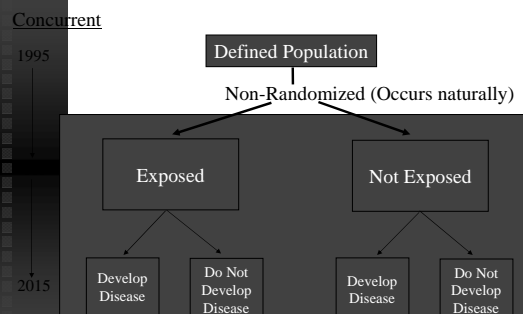 Concurrent
1995
Defined Population
Non-Randomized (Occurs naturally)
Exposed
Not Exposed
2015
Develop
Disease
Do Not
Develop
Disease
Develop
Disease
Do Not
Develop
Disease